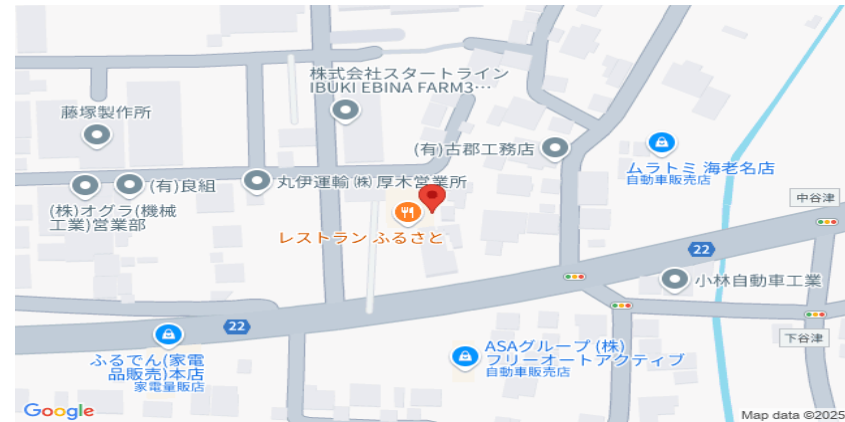 株式会社スタートライン
IBUKI EBINA FARM3…
藤塚製作所
(有)古郡工務店
ムラトミ 海老名店
自動車販売店
(有)良組
丸伊運輸㈱ 厚木営業所
中谷津
(株)オグラ(機械
工業)営業部
レストラン ふるさと
22
小林自動車工業
22
下谷津
ふるでん(家電
品販売)本店
家電量販店
ASAグループ (株)
フリーオートアクティブ
自動車販売店
Google
Map data ©2025